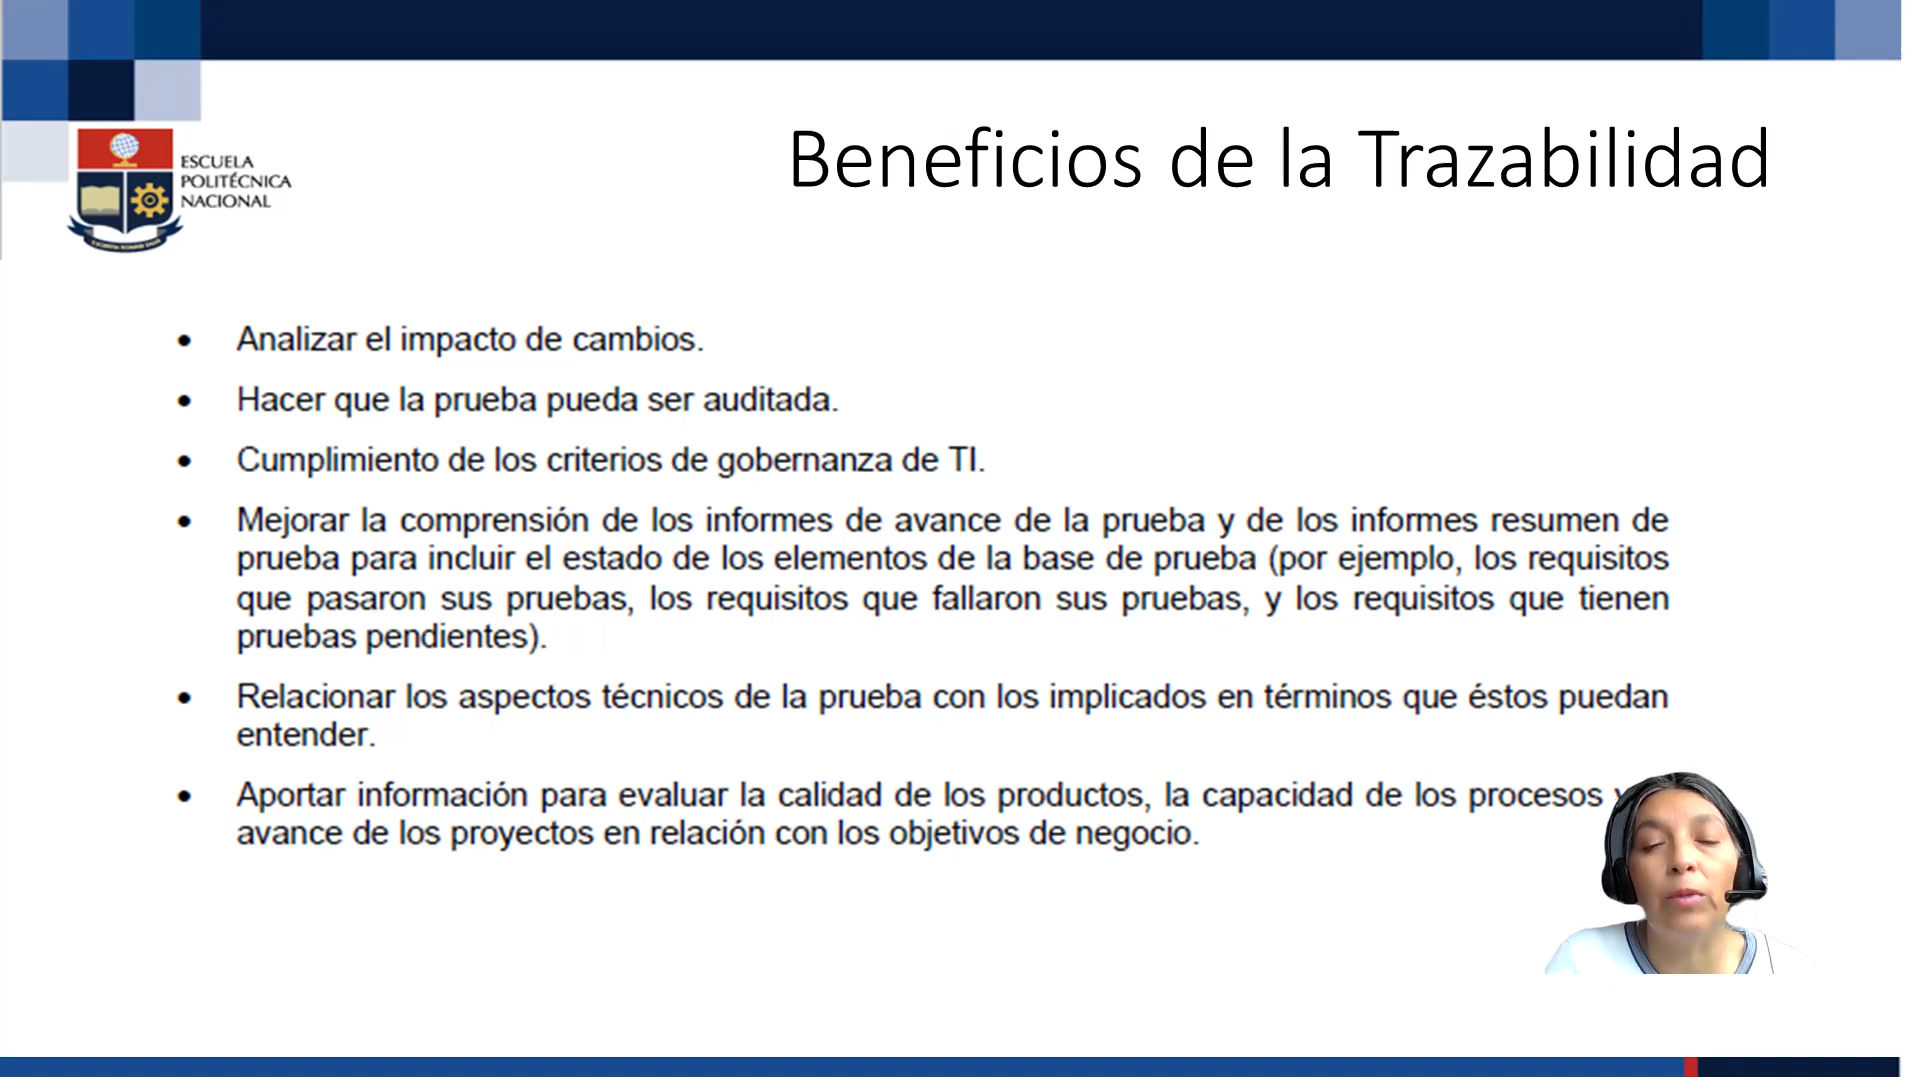 ESCUELA
POLITÉCNICA
NACIONAL
Beneficios de la Trazabilidad
• Analizar el impacto de cambios.
• Hacer que la prueba pueda ser auditada.
• Cumplimiento de los criterios de gobernanza de TI.
• Mejorar la comprensión de los informes de avance de la prueba y de los informes resumen de
prueba para incluir el estado de los elementos de la base de prueba (por ejemplo, los requisitos
que pasaron sus pruebas, los requisitos que fallaron sus pruebas, y los requisitos que tienen
pruebas pendientes).
• Relacionar los aspectos técnicos de la prueba con los implicados en términos que éstos puedan
entender.
• Aportar información para evaluar la calidad de los productos, la capacidad de los procesos y
avance de los proyectos en relación con los objetivos de negocio.